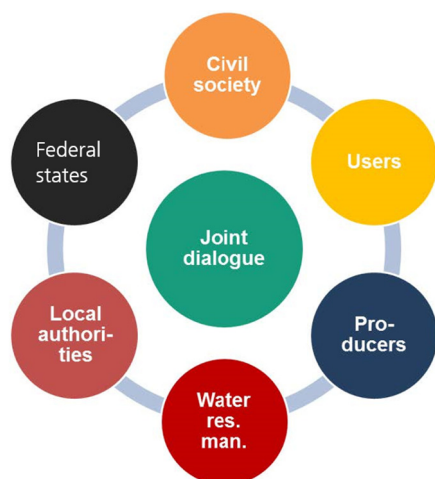 Civil
society
Federal
states
Users
Joint
dialogue
Local
authori-
ties
Pro-
ducers
Water
res.
man.